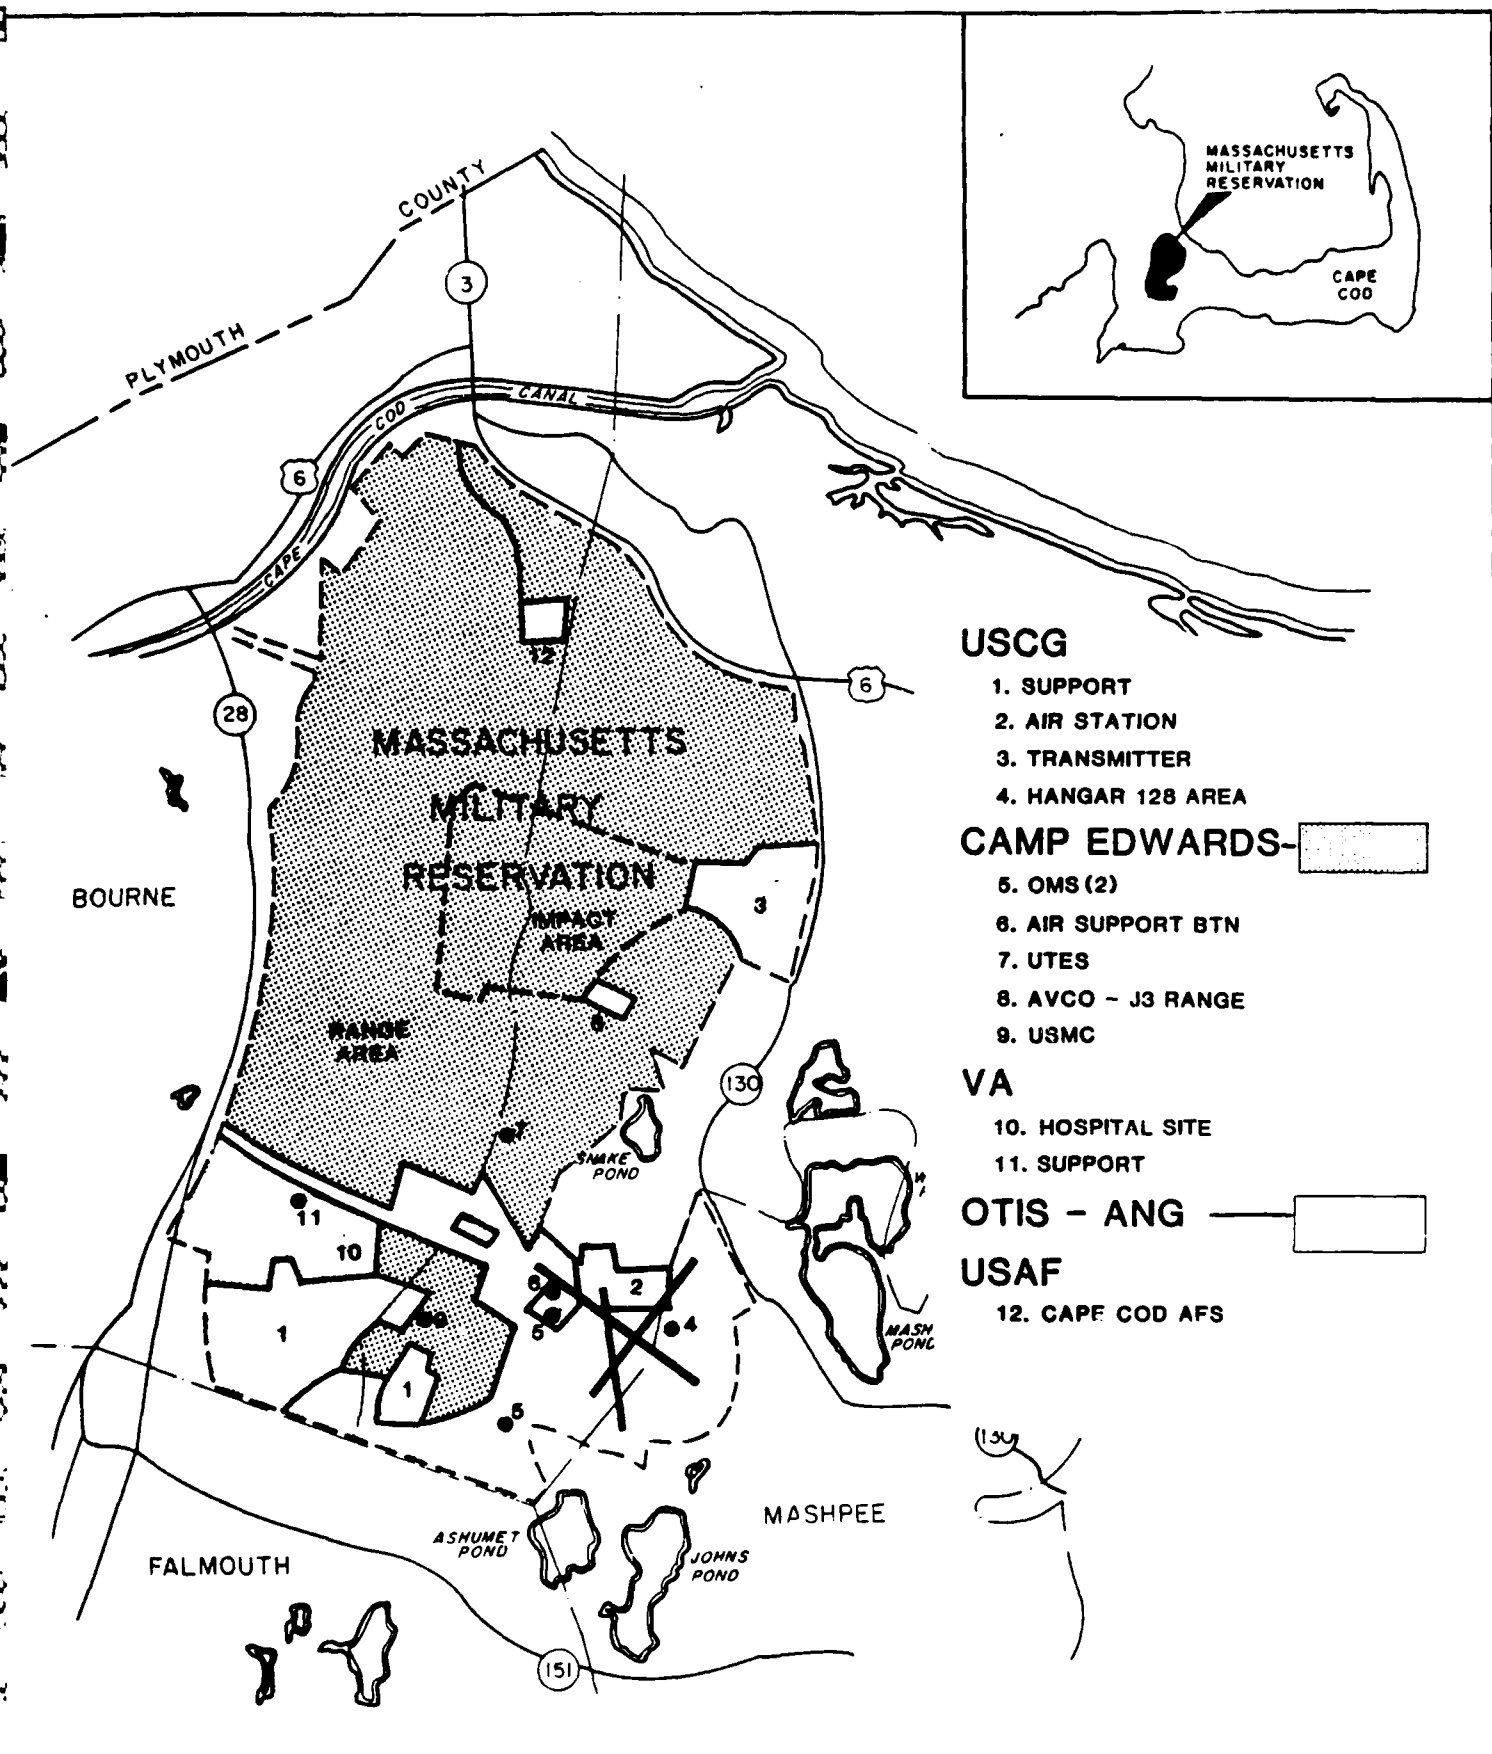 MASSACHUSETTS
MILITARY
RESERVATION
CAPE
COD
PLYMOUTH
COUNTY
3
CAPE COD CANAL
6
12
6
28
MASSACHUSETTS
MILITARY
RESERVATION
IMPACT
AREA
3
BOURNE
8
RANGE
AREA
130
7
SNAKE
POND
11
10
1
9
1
6
5
2
4
5
MASH
POND
ASHUMET
POND
JOHNS
POND
MASHPEE
FALMOUTH
151
USCG
1. SUPPORT
2. AIR STATION
3. TRANSMITTER
4. HANGAR 128 AREA
CAMP EDWARDS-
5. OMS (2)
6. AIR SUPPORT BTN
7. UTES
8. AVCO - J3 RANGE
9. USMC
VA
10. HOSPITAL SITE
11. SUPPORT
OTIS - ANG
USAF
12. CAPE COD AFS